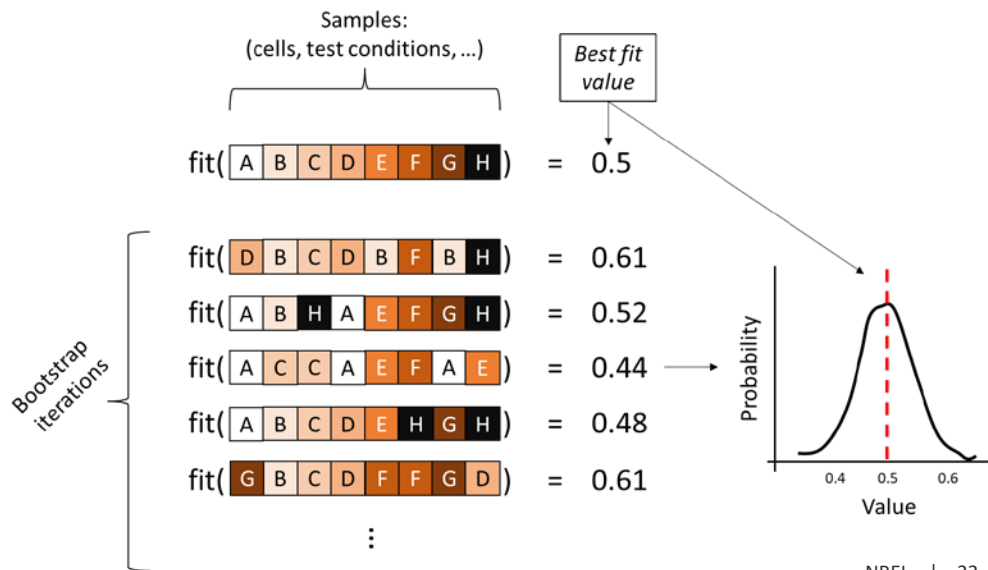 Samples:
(cells, test conditions, ...)
Best fit
value
fit( A B C D E F G H ) = 0.5
Bootstrap
iterations
fit( D B C D B F B H ) = 0.61
fit( A B H A E F G H ) = 0.52
fit( A C C A E F A E ) = 0.44
fit( A B C D E H G H ) = 0.48
fit( G B C D F F G D ) = 0.61
⋮
Probability
0.4 0.5 0.6
Value